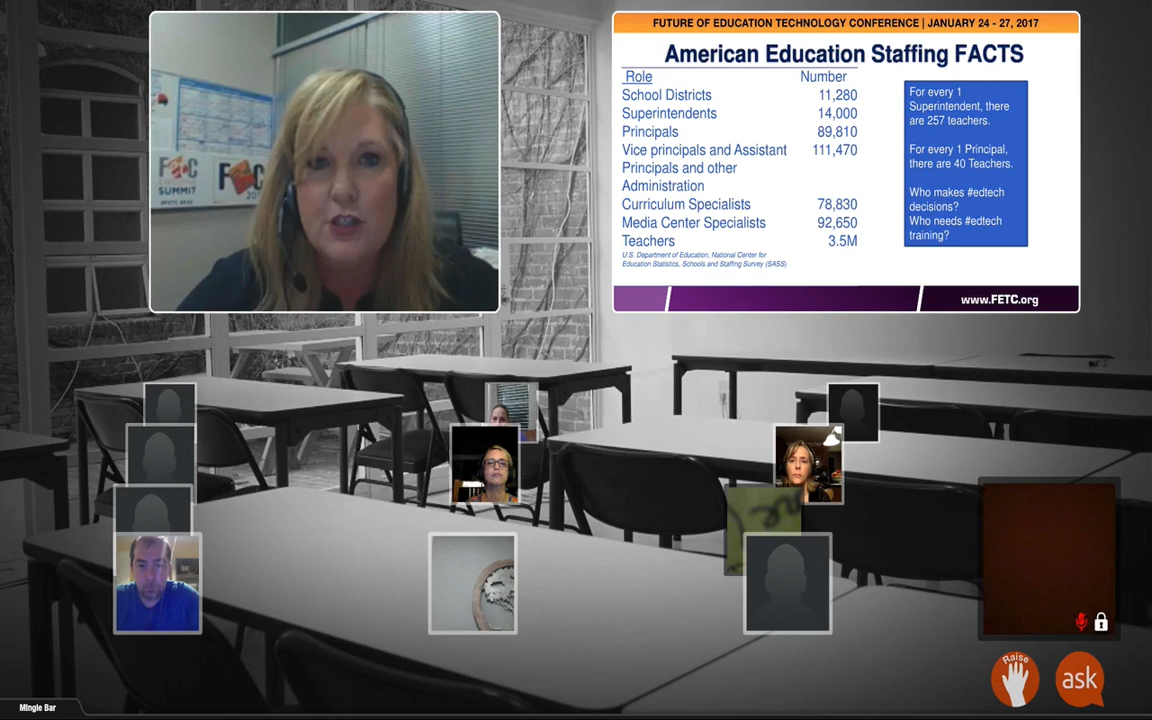 FUTURE OF EDUCATION TECHNOLOGY CONFERENCE | JANUARY 24 - 27, 2017
American Education Staffing FACTS
Role Number
School Districts 11,280
Superintendents 14,000
Principals 89,810
Vice principals and Assistant 111,470
Principals and other
Administration
Curriculum Specialists 78,830
Media Center Specialists 92,650
Teachers 3.5M
U.S. Department of Education, National Center for
Education Statistics, Schools and Staffing Survey (SASS)
For every 1
Superintendent, there
are 257 teachers.
For every 1 Principal,
there are 40 Teachers.
Who makes #edtech
decisions?
Who needs #edtech
training?
www.FETC.org
SUMMIT
Raise
ask
Mingle Bar